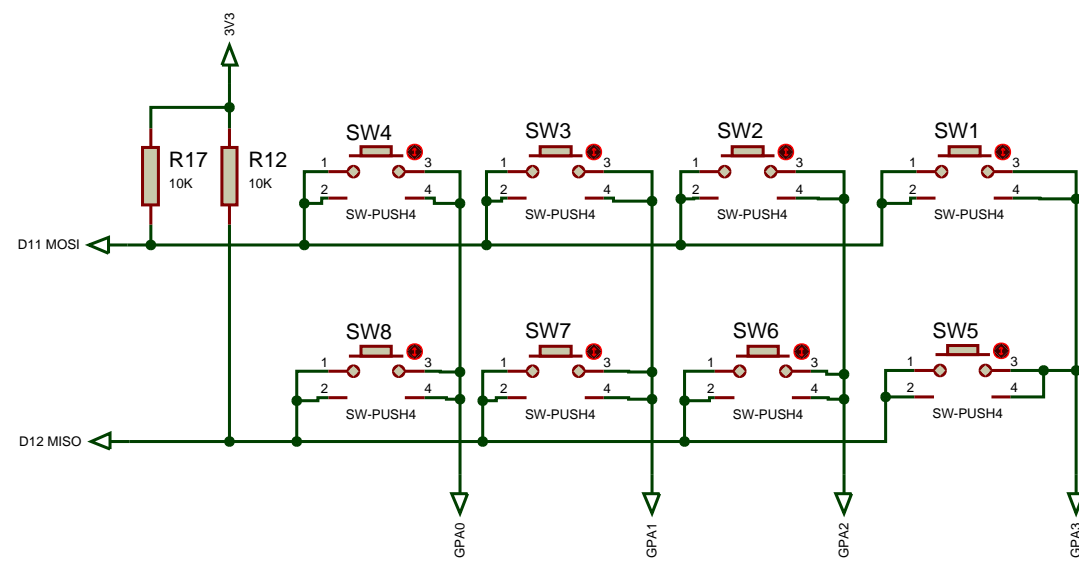 3V3
R17
10K
R12
10K
SW4
1
3
2
4
SW-PUSH4
SW3
1
3
2
4
SW-PUSH4
SW2
1
3
2
4
SW-PUSH4
SW1
1
3
2
4
SW-PUSH4
D11 MOSI
SW8
1
3
2
4
SW-PUSH4
SW7
1
3
2
4
SW-PUSH4
SW6
1
3
2
4
SW-PUSH4
SW5
1
3
2
4
SW-PUSH4
D12 MISO
GPA0
GPA1
GPA2
GPA3